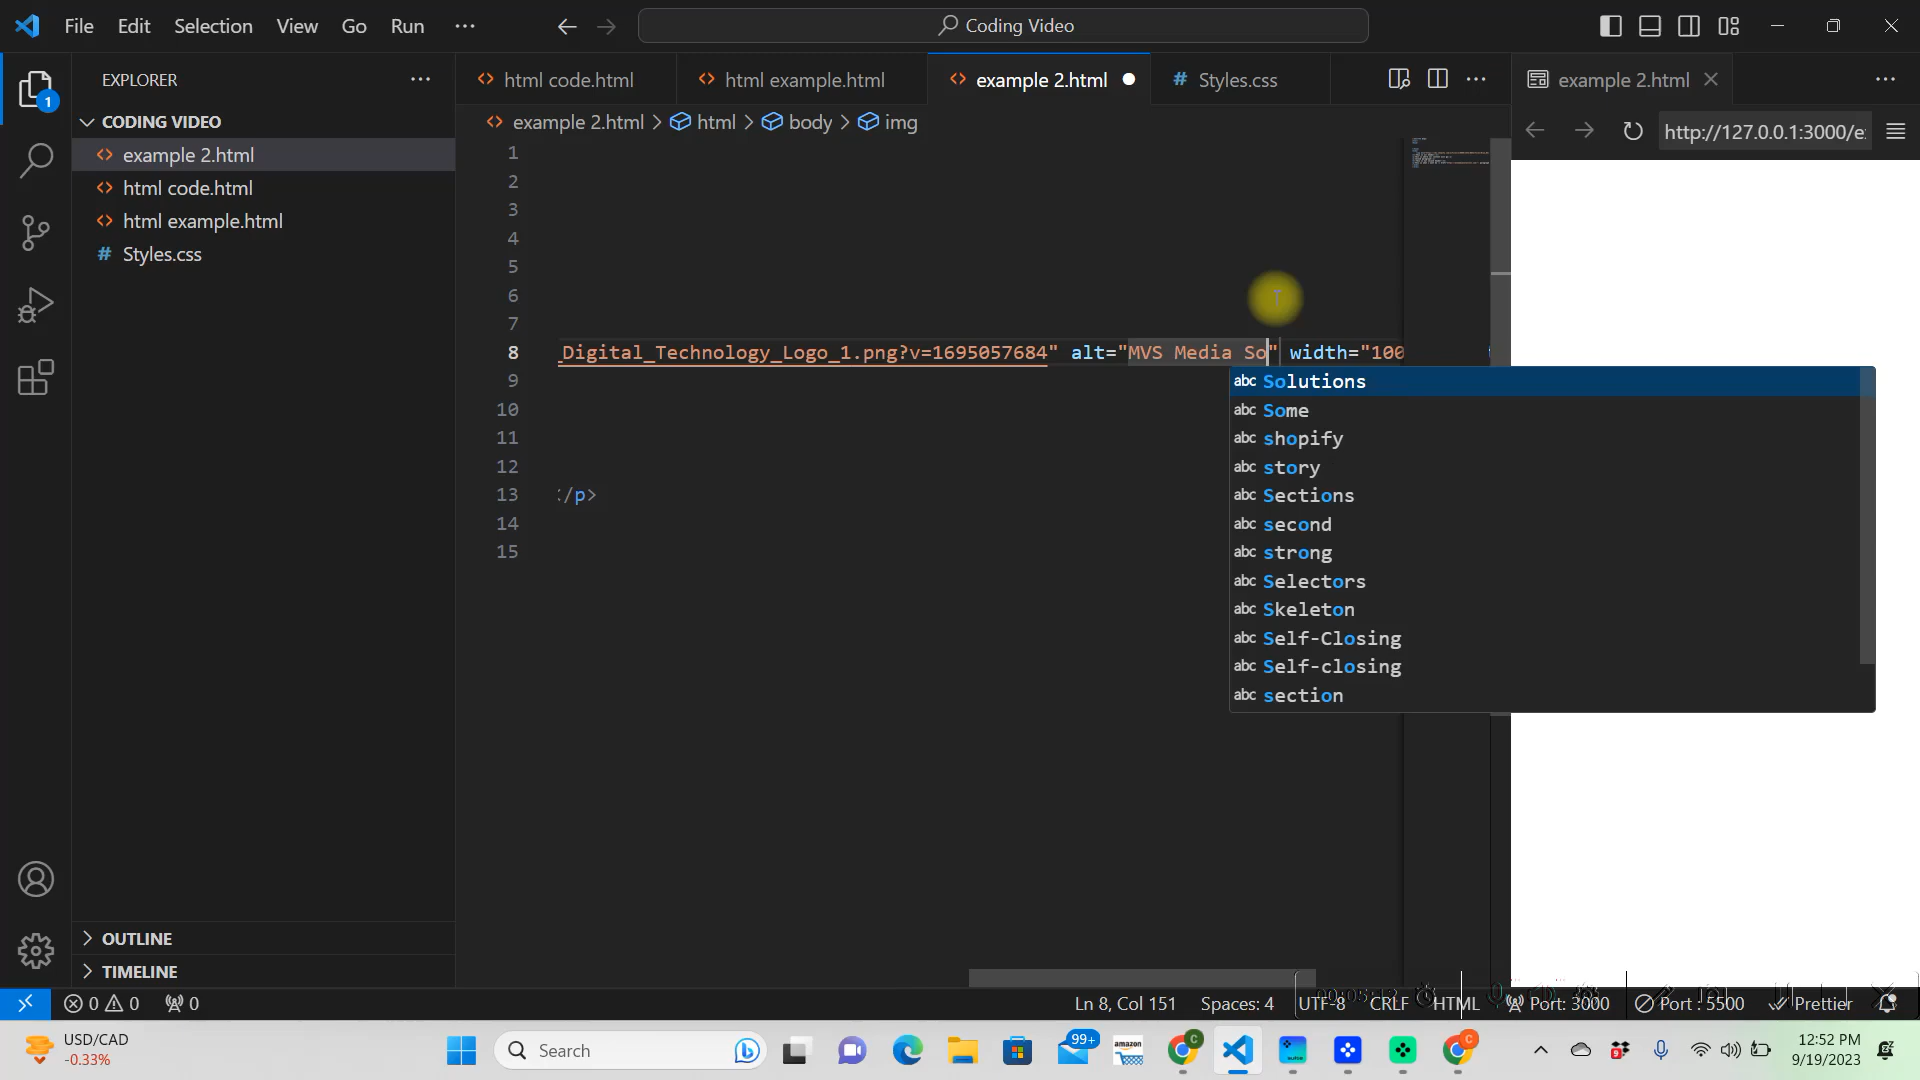 File Edit Selection View Go Run
Coding Video
EXPLORER
html code.html
html example.html
example 2.html
Styles.css
example 2.html
CODING VIDEO
example 2.html > html > body > img
http://127.0.0.1:3000/e
example 2.html
html code.html
html example.html
Styles.css
1
2
3
4
5
6
7
8 _Digital_Technology_Logo_1.png?v=1695057684" alt="MVS Media So" width="100
9
10
11
12
13 </p>
14
15
abc Solutions
abc Some
abc shopify
abc story
abc Sections
abc second
abc strong
abc Selectors
abc Skeleton
abc Self-Closing
abc Self-closing
abc section
OUTLINE
TIMELINE
0 0 0
Ln 8, Col 151 Spaces: 4 UTF-8 CRLF HTML Port: 3000 Port : 5500 Prettier
USD/CAD
-0.33%
Search
99+
amazon
12:52 PM
9/19/2023